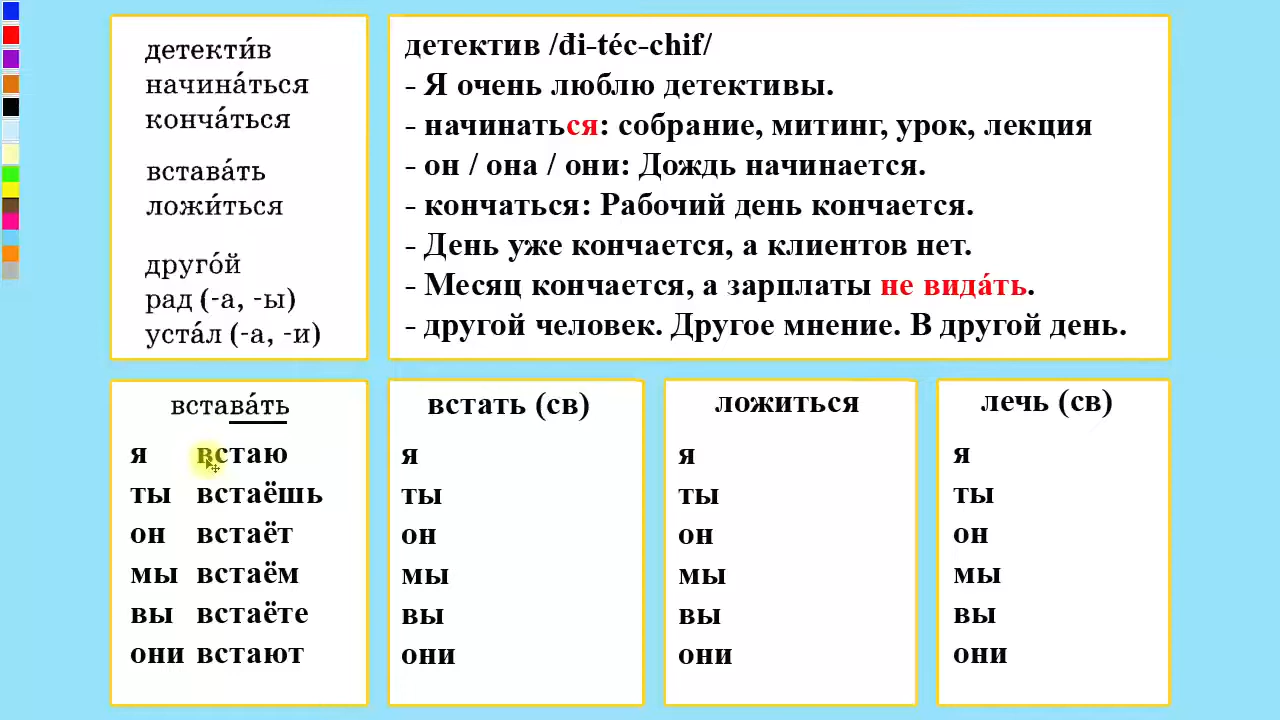 детекти́в
начина́ться
конча́ться
встава́ть
ложи́ться
друго́й
рад (-а, -ы)
уста́л (-а, -и)
детектив /đi-téc-chif/
- Я очень люблю детективы.
- начинаться: собрание, митинг, урок, лекция
- он / она / они: Дождь начинается.
- кончаться: Рабочий день кончается.
- День уже кончается, а клиентов нет.
- Месяц кончается, а зарплаты не вида́ть.
- другой человек. Другое мнение. В другой день.
встава́ть
я встаю
ты встаёшь
он встаёт
мы встаём
вы встаёте
они встают
встать (св)
я
ты
он
мы
вы
они
ложиться
я
ты
он
мы
вы
они
лечь (св)
я
ты
он
мы
вы
они